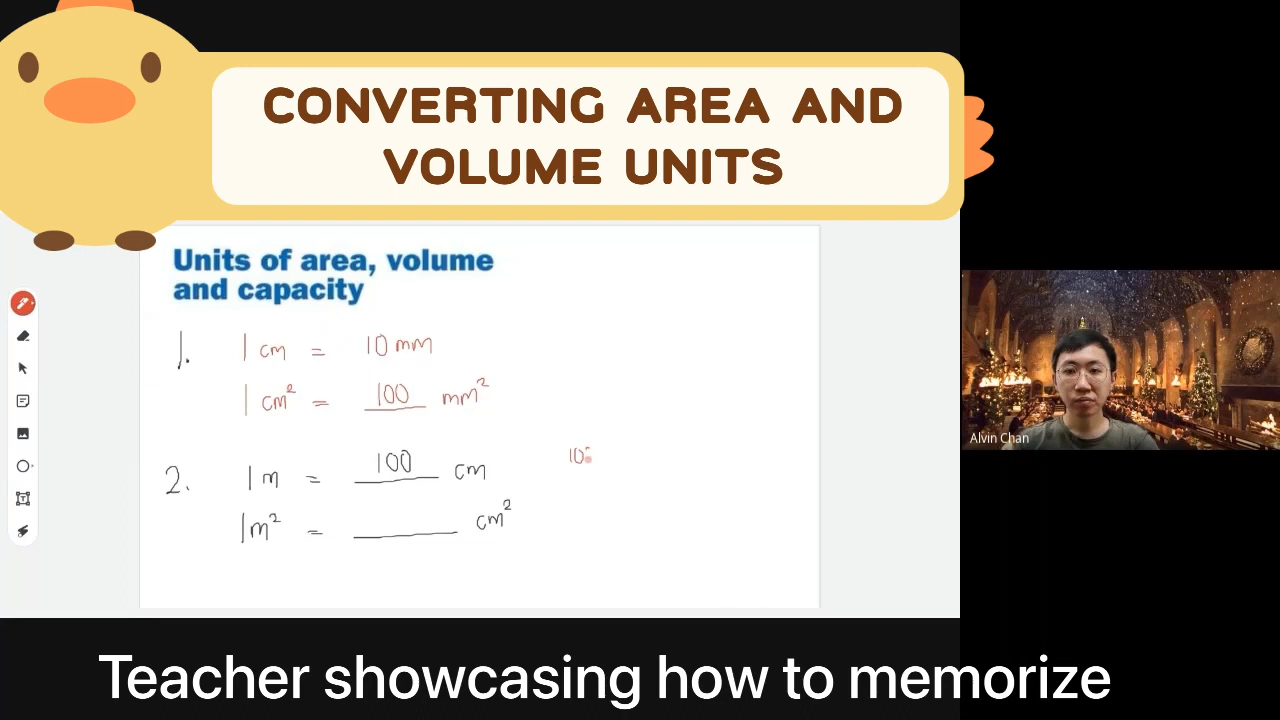 CONVERTING AREA AND
VOLUME UNITS
Units of area, volume
and capacity
1. 1 cm = 10 mm
1 cm² = 100 mm²
2. 1 m = 100 cm
10
1 m² = ______ cm²
Alvin Chan
Teacher showcasing how to memorize